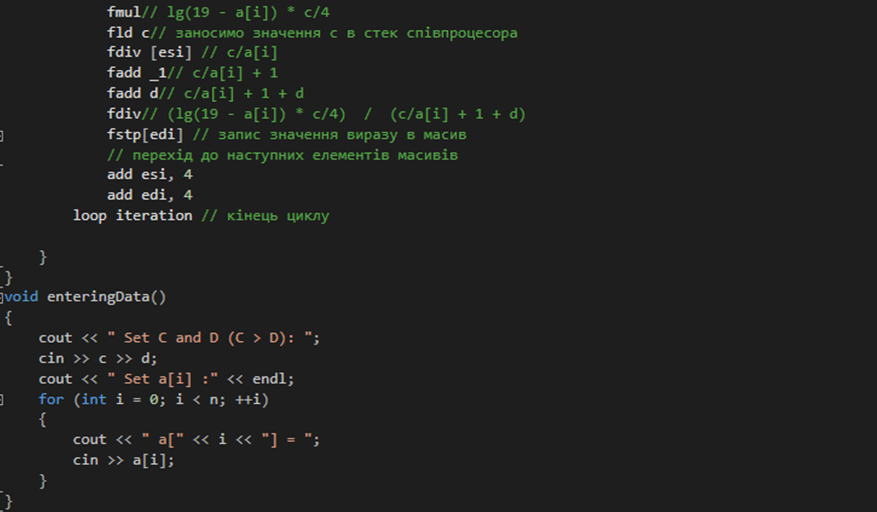 fmul// lg(19 - a[i]) * c/4
fld c// заносимо значення c в стек співпроцесора
fdiv [esi] // c/a[i]
fadd _1// c/a[i] + 1
fadd d// c/a[i] + 1 + d
fdiv// (lg(19 - a[i]) * c/4)  /  (c/a[i] + 1 + d)
fstp[edi] // запис значення виразу в масив
// перехід до наступних елементів масивів
add esi, 4
add edi, 4
loop iteration // кінець циклу
}
}
void enteringData()
{
cout << " Set C and D (C > D): ";
cin >> c >> d;
cout << " Set a[i] :" << endl;
for (int i = 0; i < n; ++i)
{
cout << " a[" << i << "] = ";
cin >> a[i];
}
}